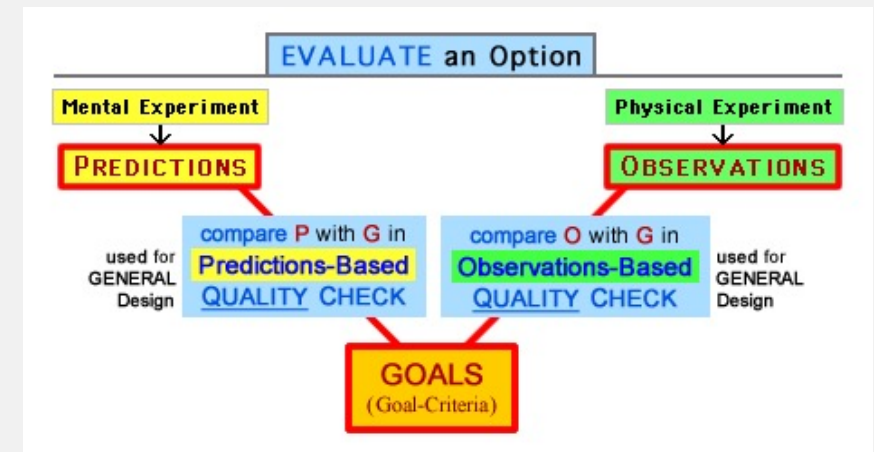 EVALUATE an Option
Mental Experiment
PREDICTIONS
Physical Experiment
OBSERVATIONS
used for
GENERAL
Design
compare P with G in
Predictions-Based
QUALITY CHECK
compare O with G in
Observations-Based
QUALITY CHECK
used for
GENERAL
Design
GOALS
(Goal-Criteria)